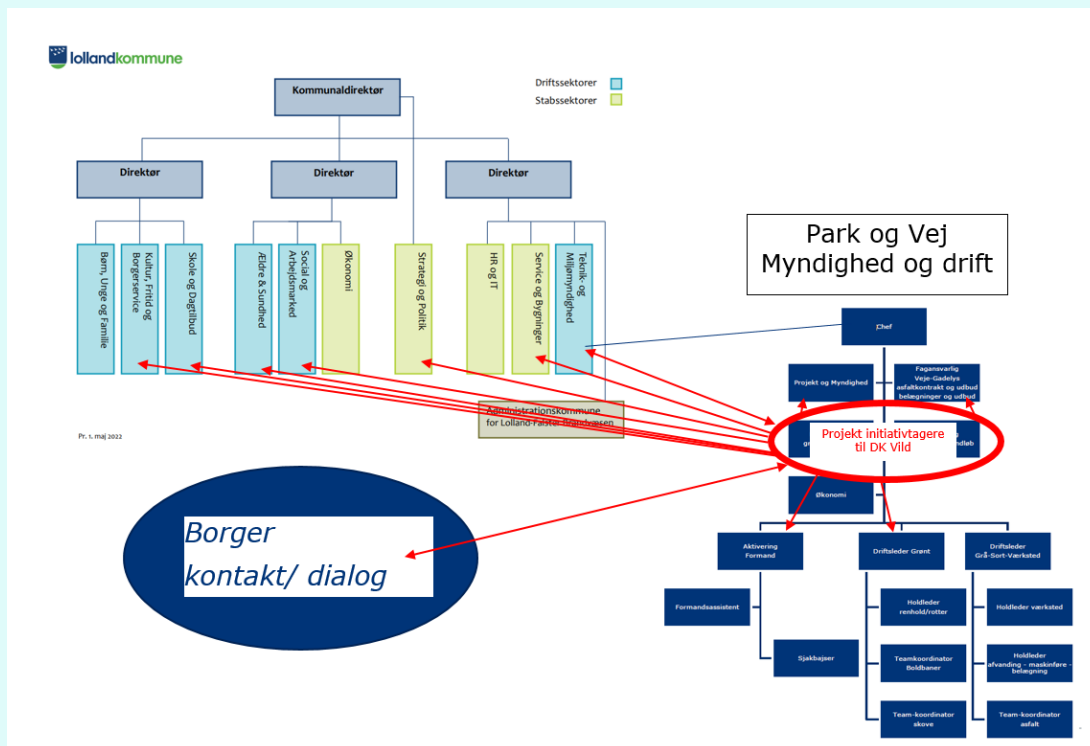 lollandkommune
Driftssektorer
Stabssektorer
Kommunaldirektør
Direktør
Direktør
Direktør
Børn, Unge og Familie
Kultur, Fritid og
Borgerservice
Skole og Dagtilbud
Ældre & Sundhed
Social og
Arbejdsmarked
Økonomi
Strategi og Politik
HR og IT
Service og Bygninger
Teknik- og
Miljømyndighed
Administrationskommune
for Lolland-Falster Brandvæsen
Pr. 1. maj 2022
Park og Vej
Myndighed og drift
Chef
Projekt og Myndighed
Fagansvarlig
Veje-Gadelys
asfaltkontrakt og udbud
belægninger og udbud
Projekt initiativtagere
til DK Vild
Økonomi
Aktivering
Formand
Driftsleder Grønt
Driftsleder
Grå-Sort-Værksted
Formandsassistent
Sjakbajser
Holdleder
renhold/rotter
Teamkoordinator
Boldbaner
Team-koordinator
skove
Holdleder værksted
Holdleder
afvanding – maskinføre -
belægning
Team-koordinator
asfalt
Borger
kontakt/ dialog